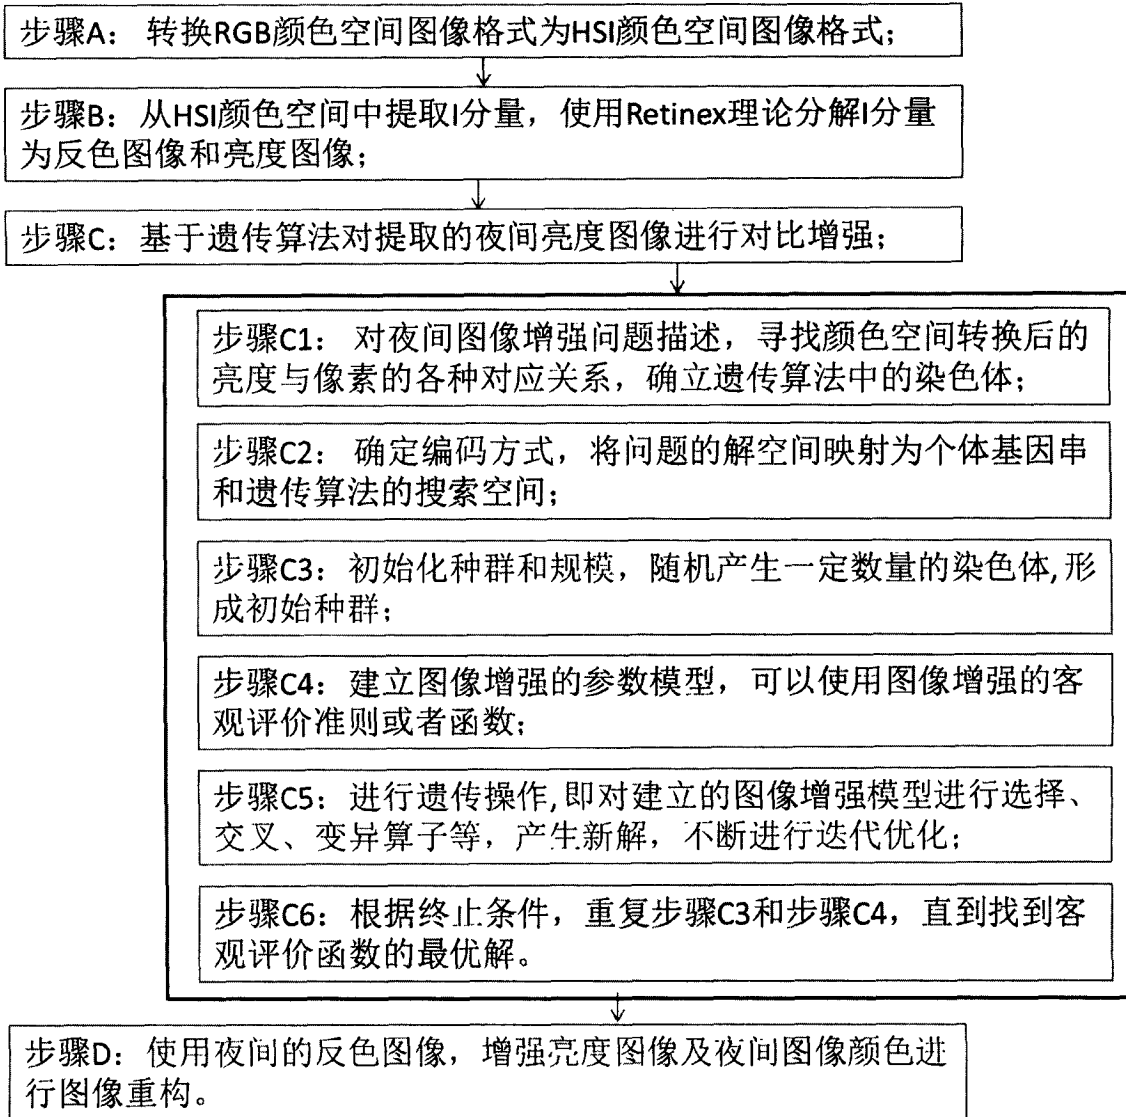 步骤A： 转换RGB颜色空间图像格式为HSI颜色空间图像格式；
步骤B：从HSI颜色空间中提取I分量，使用Retinex理论分解I分量
为反色图像和亮度图像；
步骤C：基于遗传算法对提取的夜间亮度图像进行对比增强；
步骤C1： 对夜间图像增强问题描述，寻找颜色空间转换后的
亮度与像素的各种对应关系，确立遗传算法中的染色体；
步骤C2： 确定编码方式，将问题的解空间映射为个体基因串
和遗传算法的搜索空间；
步骤C3：初始化种群和规模，随机产生一定数量的染色体,形
成初始种群；
步骤C4：建立图像增强的参数模型，可以使用图像增强的客
观评价准则或者函数；
步骤C5：进行遗传操作,即对建立的图像增强模型进行选择、
交叉、变异算子等，产生新解，不断进行迭代优化；
步骤C6：根据终止条件，重复步骤C3和步骤C4，直到找到客
观评价函数的最优解。
步骤D：使用夜间的反色图像，增强亮度图像及夜间图像颜色进
行图像重构。